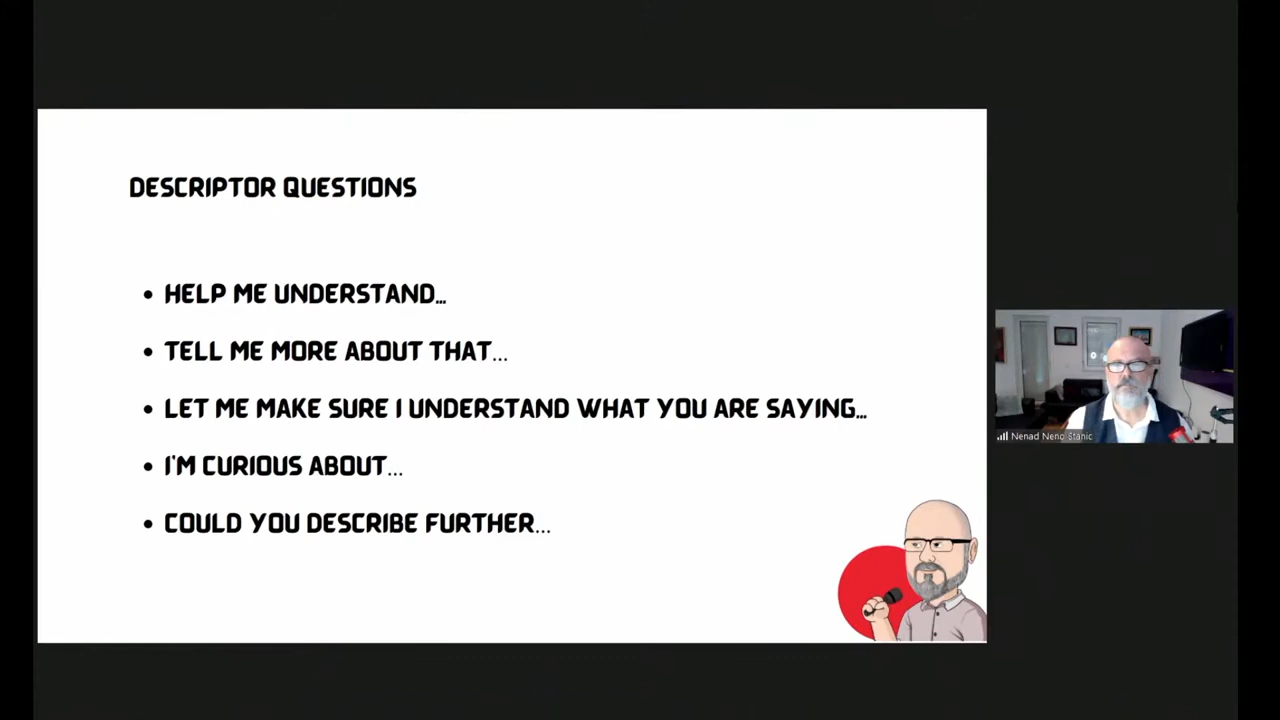 DESCRIPTOR QUESTIONS
• HELP ME UNDERSTAND...
• TELL ME MORE ABOUT THAT...
• LET ME MAKE SURE I UNDERSTAND WHAT YOU ARE SAYING...
• I'M CURIOUS ABOUT...
• COULD YOU DESCRIBE FURTHER...
Nenad Neno Stanic